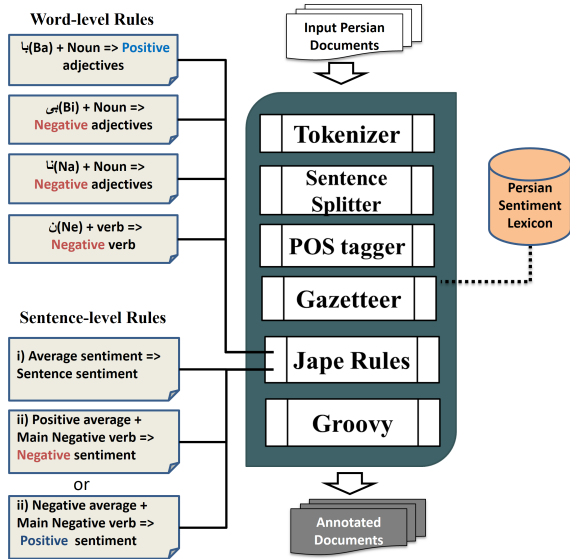 Word-level Rules
با(Ba) + Noun => Positive
adjectives
بی(Bi) + Noun =>
Negative adjectives
نا(Na) + Noun =>
Negative adjectives
ن(Ne) + verb =>
Negative verb
Sentence-level Rules
i) Average sentiment =>
Sentence sentiment
ii) Positive average +
Main Negative verb =>
Negative sentiment
or
ii) Negative average +
Main Negative verb =>
Positive sentiment
Input Persian
Documents
Tokenizer
Sentence
Splitter
POS tagger
Gazetteer
Jape Rules
Groovy
Annotated
Documents
Persian
Sentiment
Lexicon